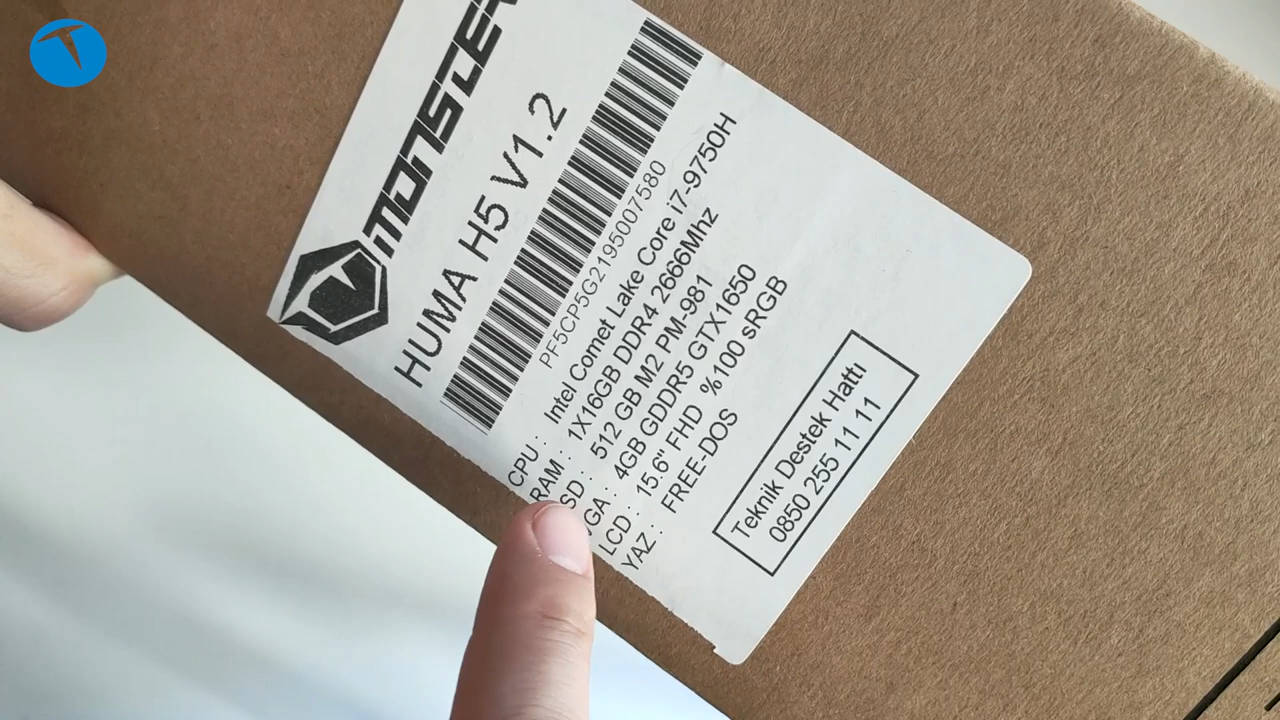 MONSTER
HUMA H5 V1.2
PF5CP5G2195007580
CPU : Intel Comet Lake Core i7-9750H
RAM : 1X16GB DDR4 2666Mhz
SD : 512 GB M2 PM-981
VGA : 4GB GDDR5 GTX1650
LCD : 15.6" FHD %100 sRGB
YAZ : FREE-DOS
Teknik Destek Hattı
0850 255 11 11